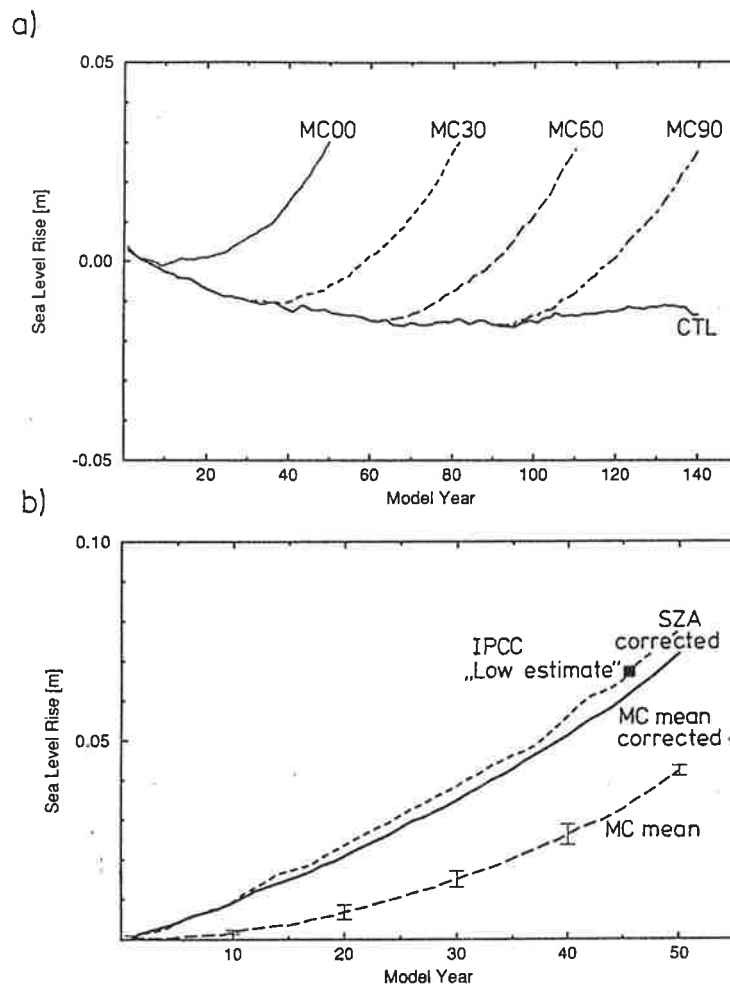 a)
0.05
MC00 MC30 MC60 MC90
Sea Level Rise [m]
0.00
CTL
-0.05
20 40 60 80 100 120 140
Model Year
b)
0.10
SZA
corrected
IPCC
„Low estimate"
Sea Level Rise [m]
0.05
MC mean
corrected
MC mean
10 20 30 40 50
Model Year